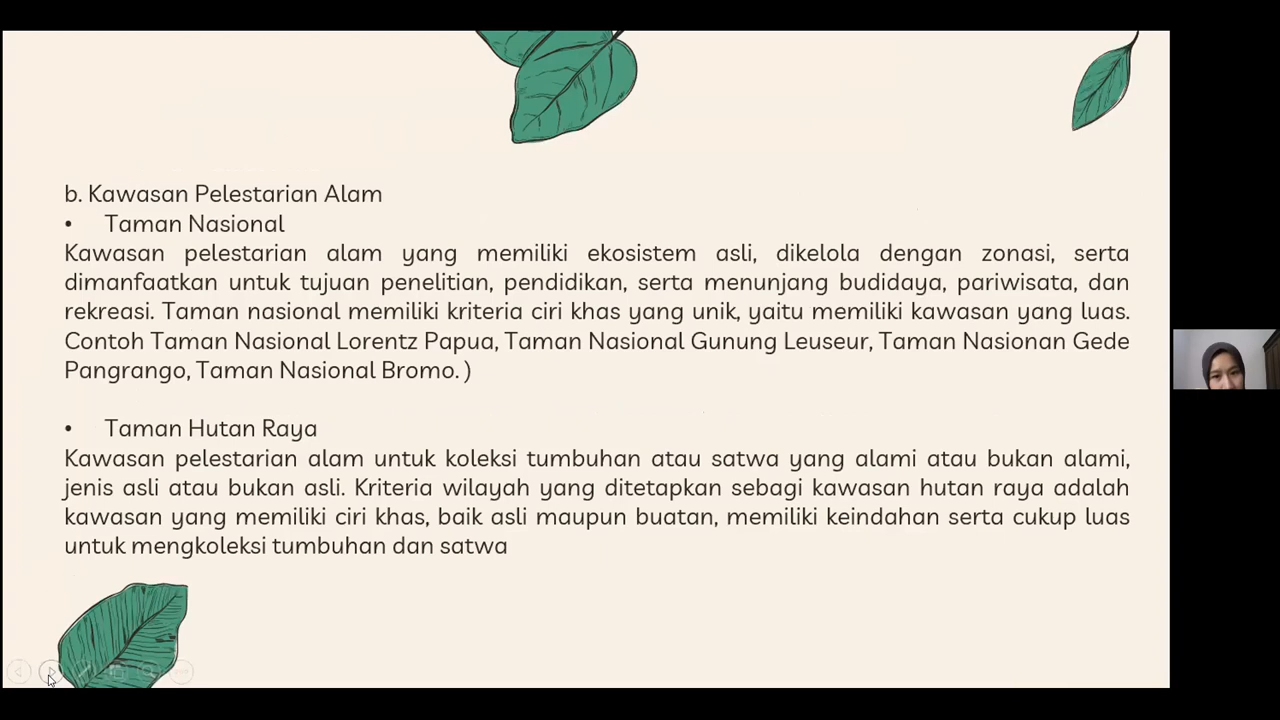 b. Kawasan Pelestarian Alam
• Taman Nasional
Kawasan pelestarian alam yang memiliki ekosistem asli, dikelola dengan zonasi, serta
dimanfaatkan untuk tujuan penelitian, pendidikan, serta menunjang budidaya, pariwisata, dan
rekreasi. Taman nasional memiliki kriteria ciri khas yang unik, yaitu memiliki kawasan yang luas.
Contoh Taman Nasional Lorentz Papua, Taman Nasional Gunung Leuseur, Taman Nasionan Gede
Pangrango, Taman Nasional Bromo. )
• Taman Hutan Raya
Kawasan pelestarian alam untuk koleksi tumbuhan atau satwa yang alami atau bukan alami,
jenis asli atau bukan asli. Kriteria wilayah yang ditetapkan sebagi kawasan hutan raya adalah
kawasan yang memiliki ciri khas, baik asli maupun buatan, memiliki keindahan serta cukup luas
untuk mengkoleksi tumbuhan dan satwa